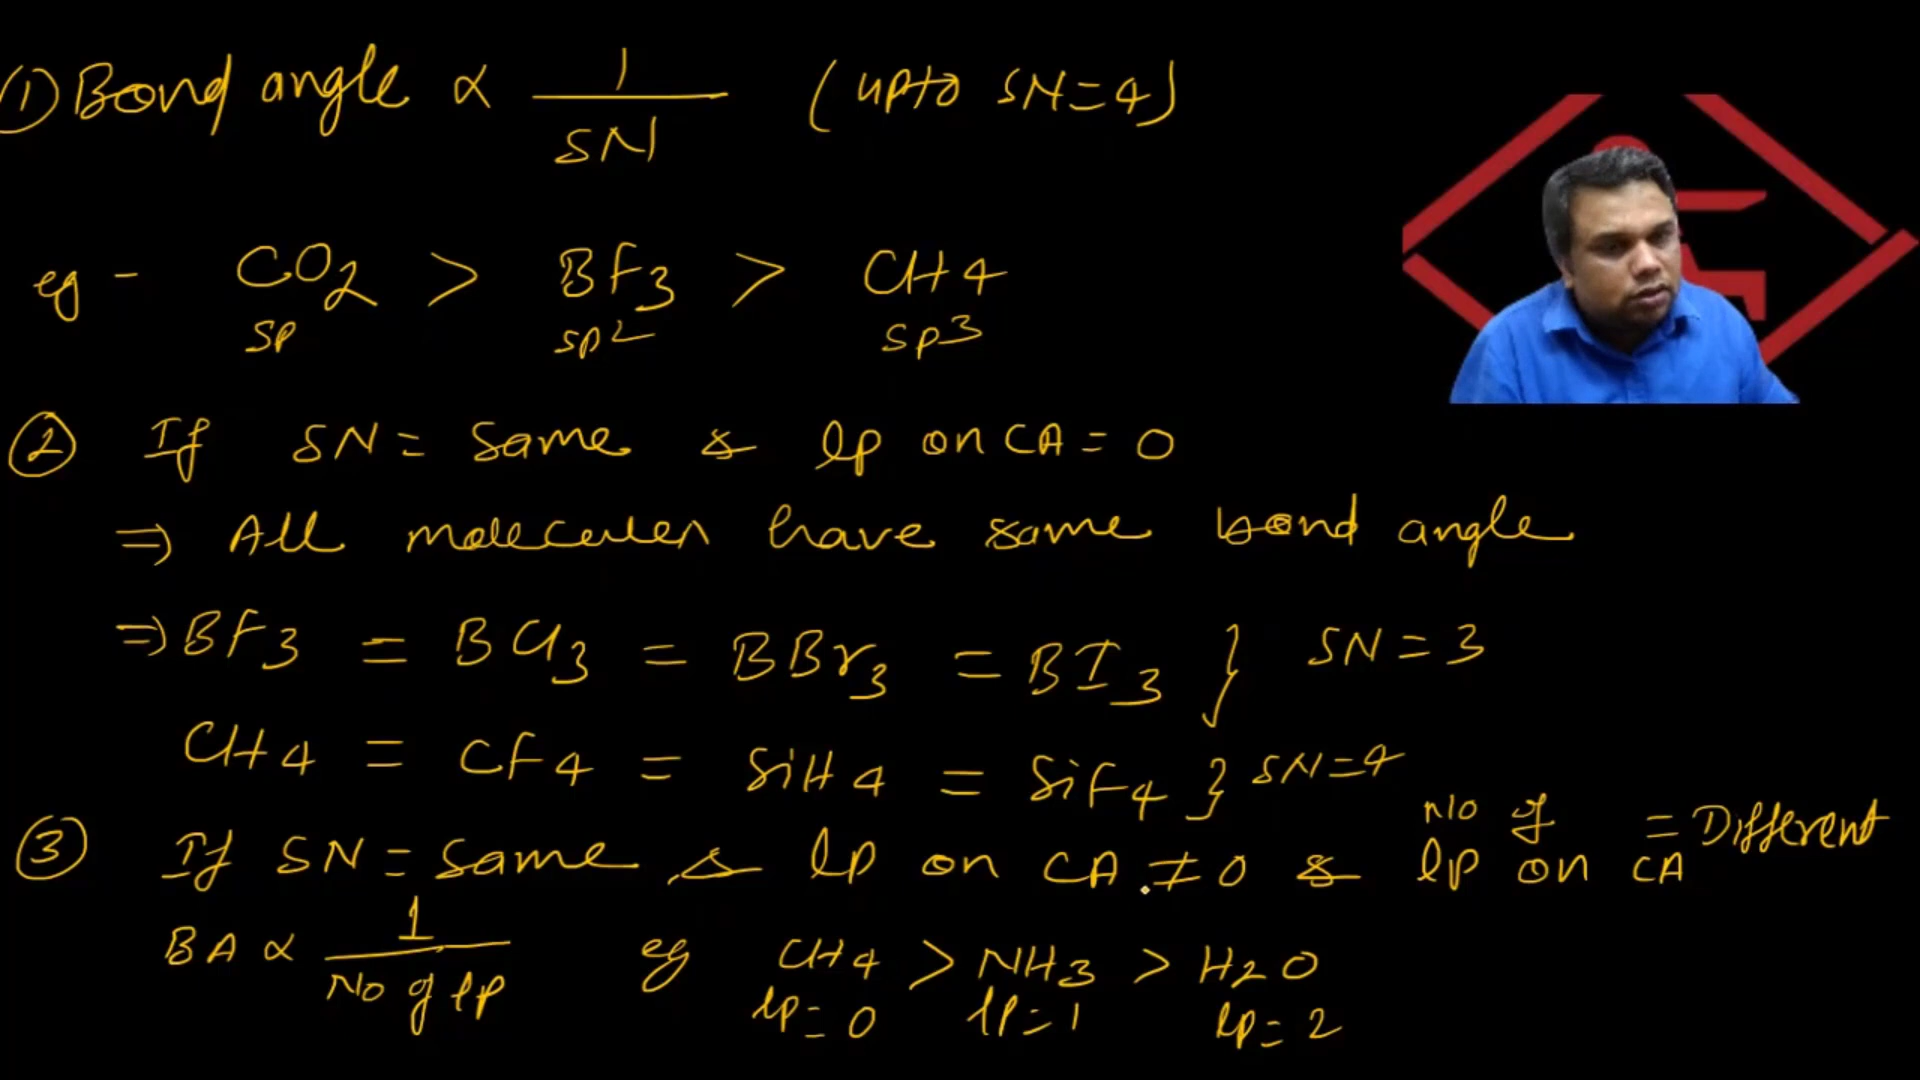 (1) Bond angle ∝ 1/SN (upto SN=4)
eg - CO2 > BF3 > CH4
sp sp2 sp3
(2) If SN = Same & lp on CA = 0
⇒ All molecules have same bond angle
⇒ BF3 = BCl3 = BBr3 = BI3 } SN = 3
CH4 = CF4 = SiH4 = SiF4 } SN=4
(3) If SN = Same & lp on CA ≠ 0 & No of lp on CA = Different
BA ∝ 1/No of lp eg CH4 > NH3 > H2O
lp=0 lp=1 lp=2